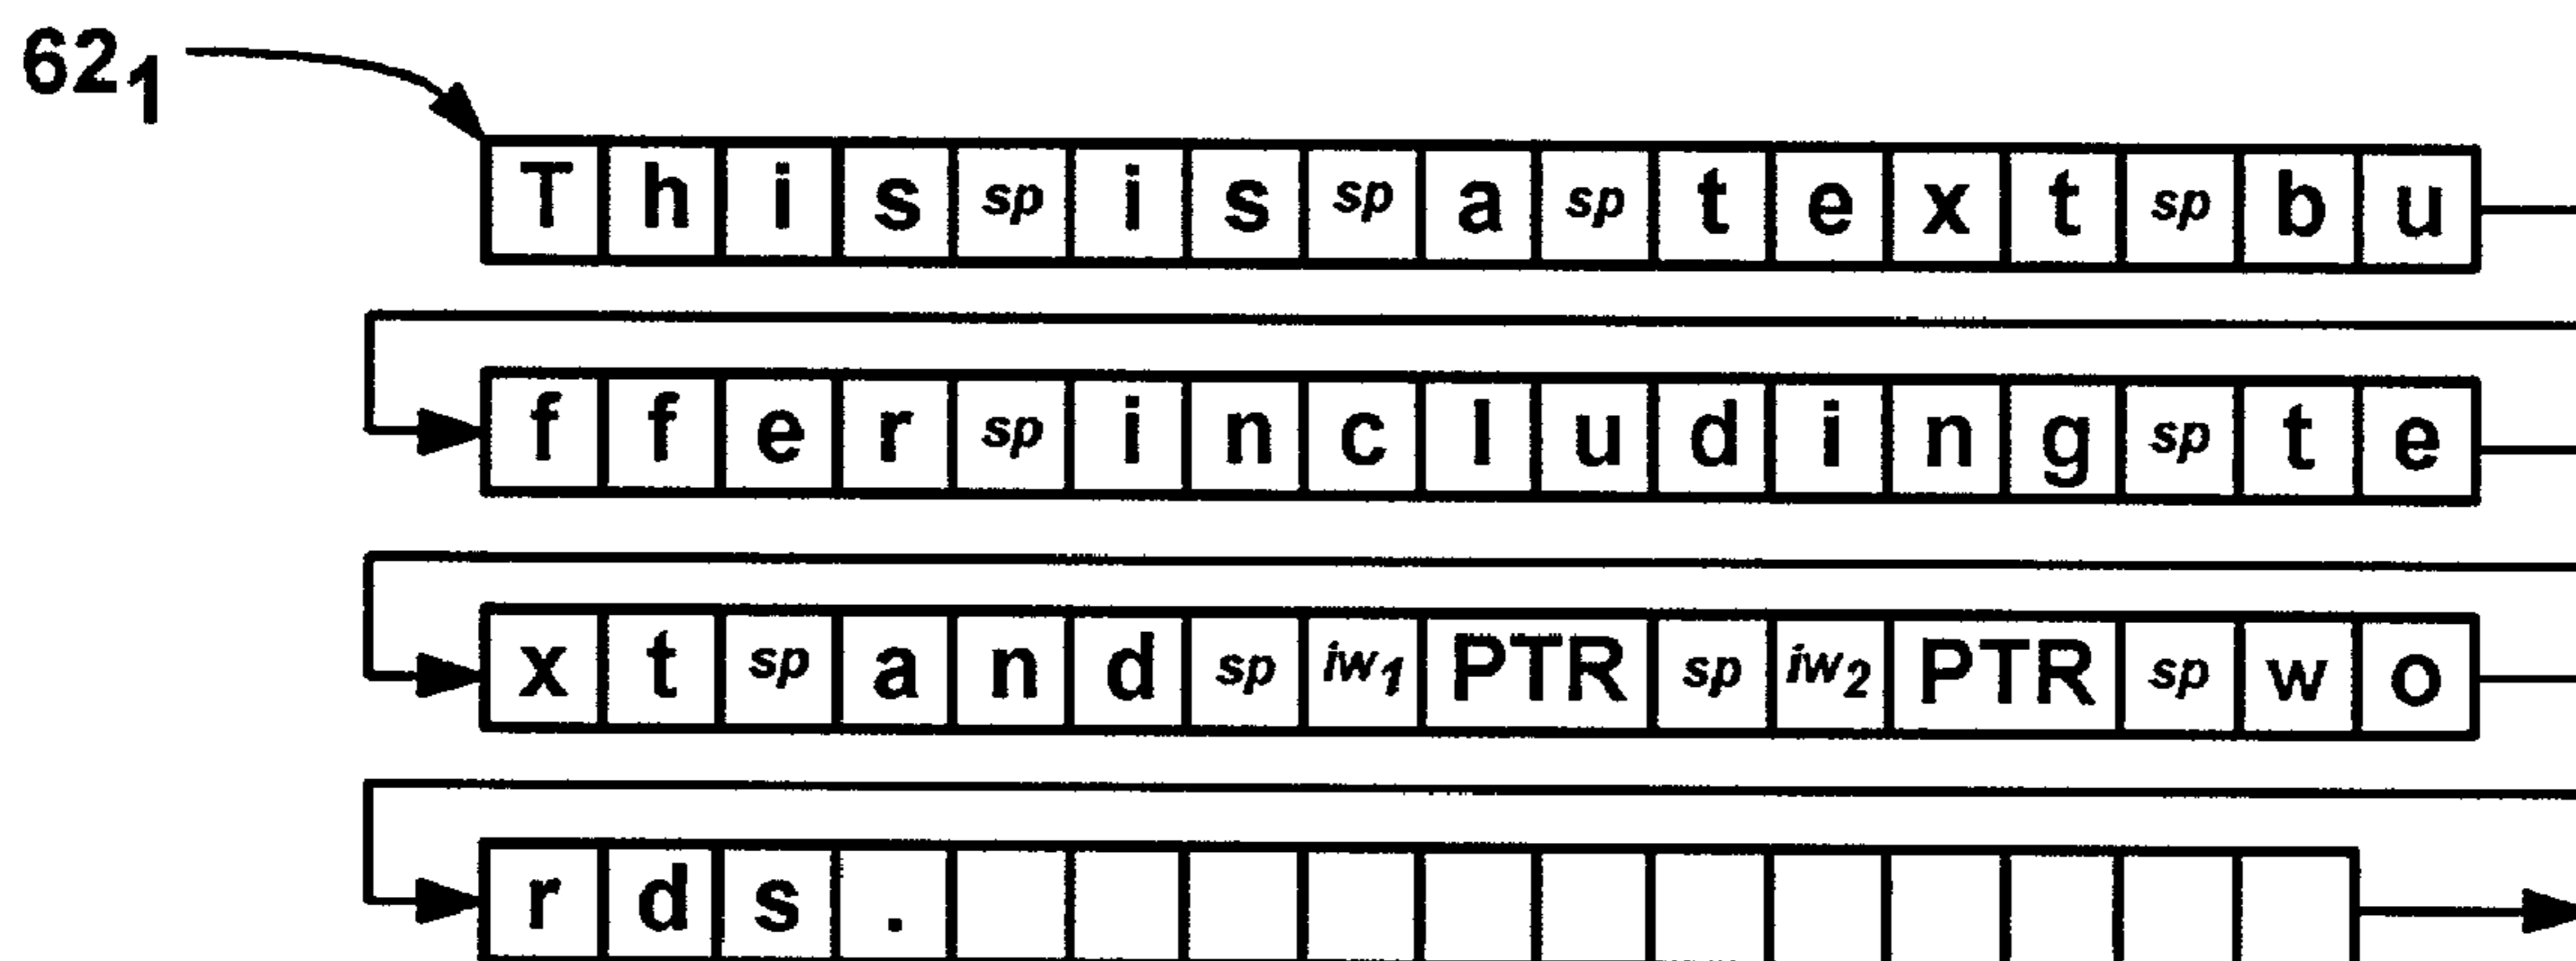 62₁
T h i s sp i s sp a sp t e x t sp b u
f f e r sp i n c l u d i n g sp t e
x t sp a n d sp iw₁ PTR sp iw₂ PTR sp w o
r d s .